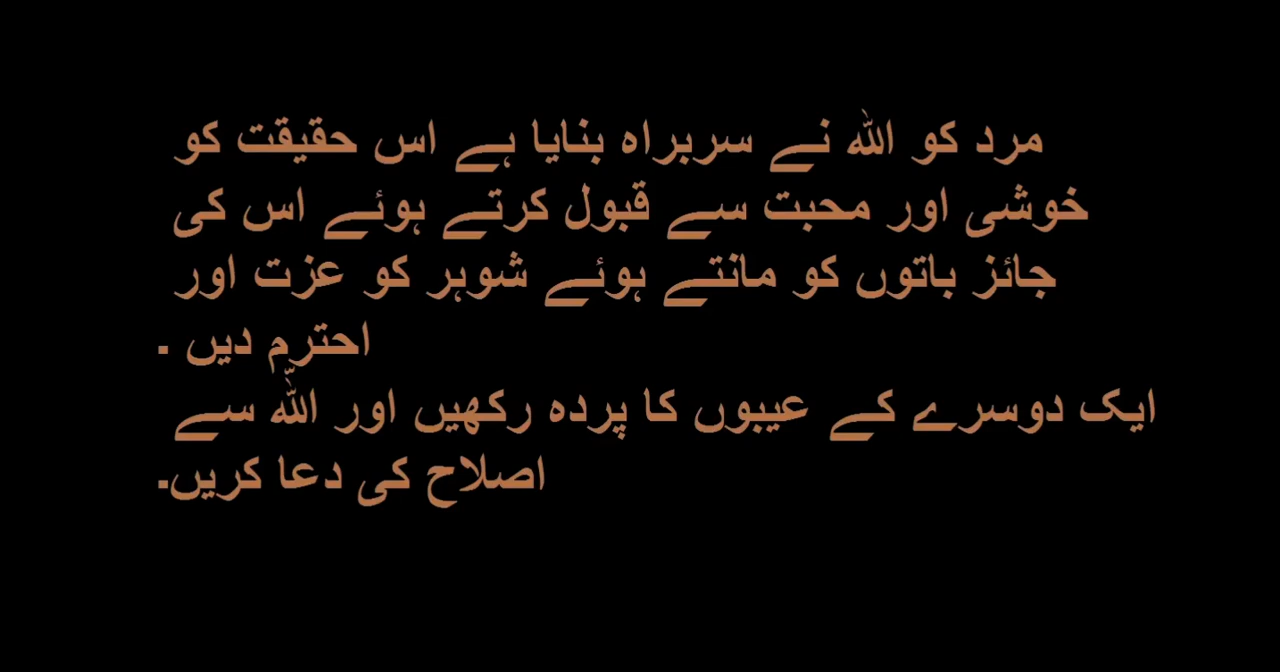 مرد کو اللہ نے سربراہ بنایا ہے اس حقیقت کو
خوشی اور محبت سے قبول کرتے ہوئے اس کی
جائز باتوں کو مانتے ہوئے شوہر کو عزت اور
احترم دیں .
ایک دوسرے کے عیبوں کا پردہ رکھیں اور اللّٰہ سے
اصلاح کی دعا کریں.